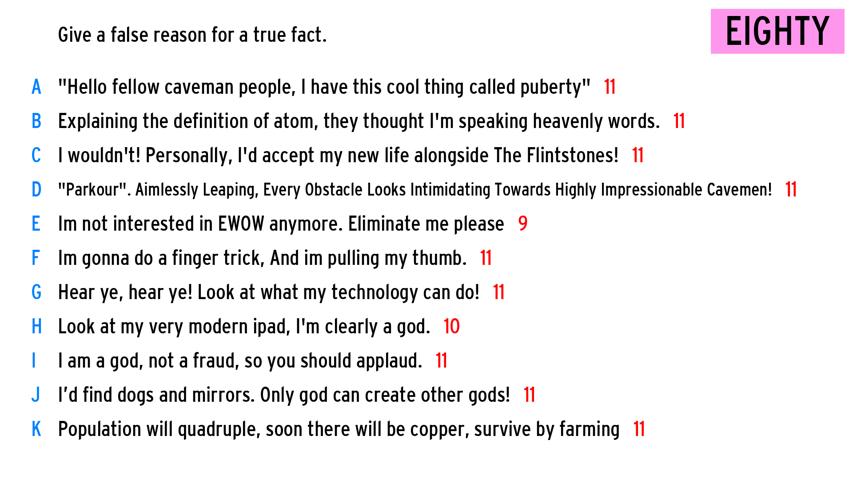 Give a false reason for a true fact.
EIGHTY
A "Hello fellow caveman people, I have this cool thing called puberty" 11
B Explaining the definition of atom, they thought I'm speaking heavenly words. 11
C I wouldn't! Personally, I'd accept my new life alongside The Flintstones! 11
D "Parkour". Aimlessly Leaping, Every Obstacle Looks Intimidating Towards Highly Impressionable Cavemen! 11
E Im not interested in EWOW anymore. Eliminate me please 9
F Im gonna do a finger trick, And im pulling my thumb. 11
G Hear ye, hear ye! Look at what my technology can do! 11
H Look at my very modern ipad, I'm clearly a god. 10
I I am a god, not a fraud, so you should applaud. 11
J I’d find dogs and mirrors. Only god can create other gods! 11
K Population will quadruple, soon there will be copper, survive by farming 11